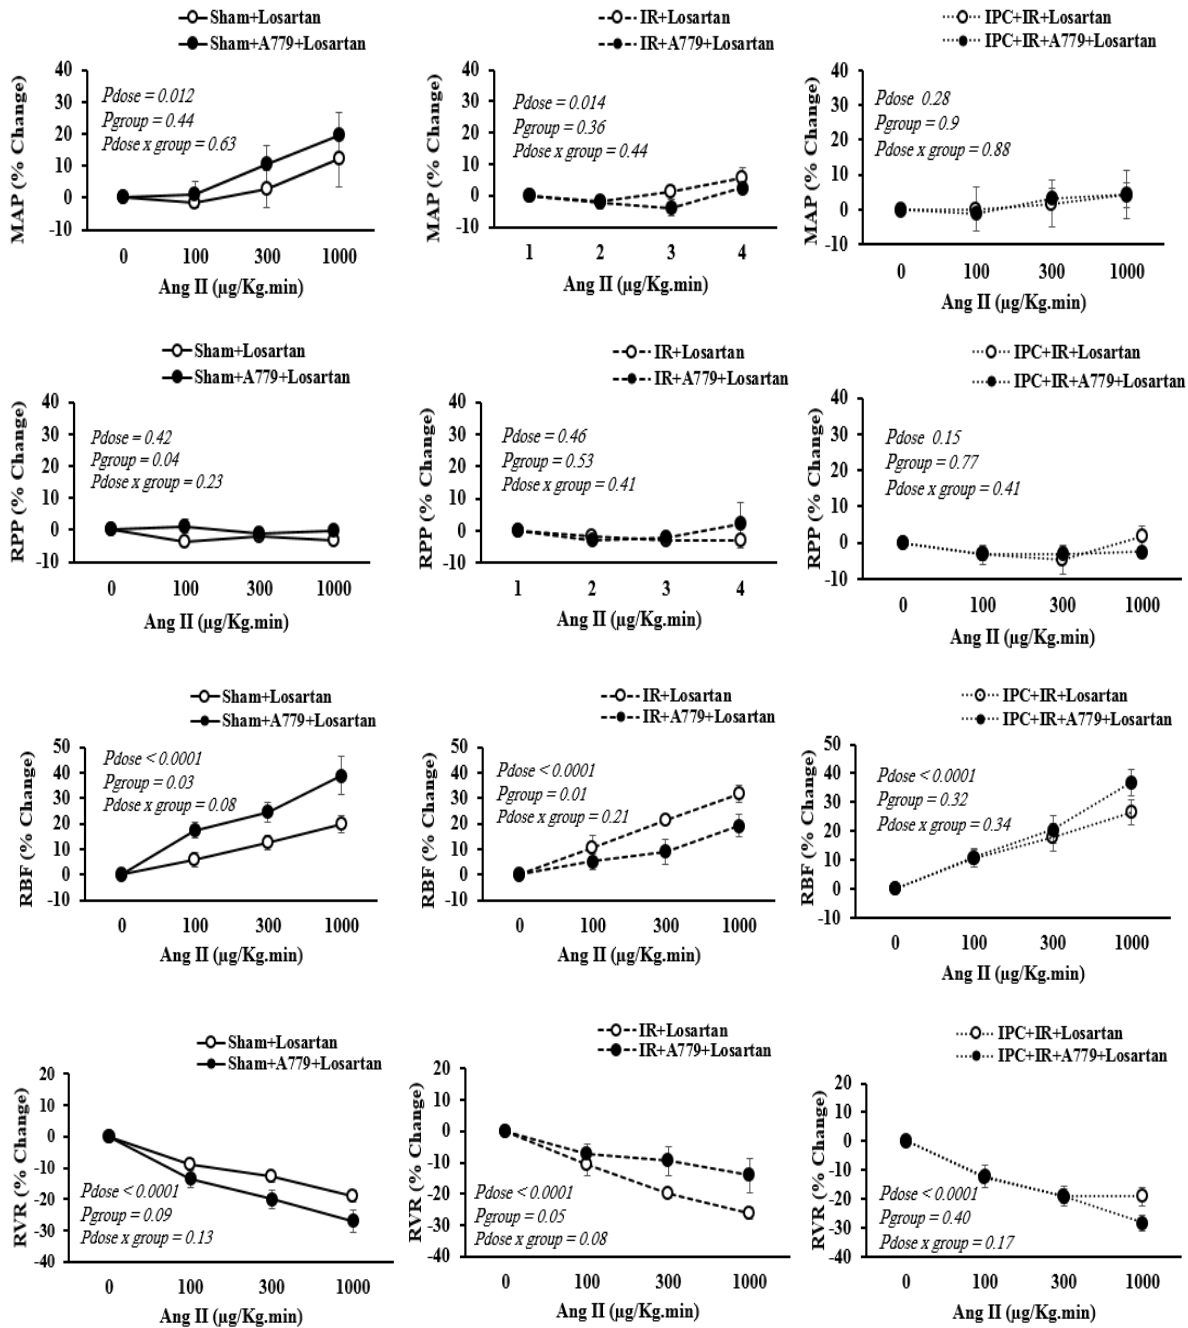 Sham+Losartan
Sham+A779+Losartan
MAP (% Change)
40
30
20
10
0
-10
Pdose = 0.012
Pgroup = 0.44
Pdose x group = 0.63
0 100 300 1000
Ang II (µg/Kg.min)
IR+Losartan
IR+A779+Losartan
MAP (% Change)
40
30
20
10
0
-10
Pdose = 0.014
Pgroup = 0.36
Pdose x group = 0.44
1 2 3 4
Ang II (µg/Kg.min)
IPC+IR+Losartan
IPC+IR+A779+Losartan
MAP (% Change)
40
30
20
10
0
-10
Pdose 0.28
Pgroup = 0.9
Pdose x group = 0.88
0 100 300 1000
Ang II (µg/Kg.min)
Sham+Losartan
Sham+A779+Losartan
RPP (% Change)
40
30
20
10
0
-10
Pdose = 0.42
Pgroup = 0.04
Pdose x group = 0.23
0 100 300 1000
Ang II (µg/Kg.min)
IR+Losartan
IR+A779+Losartan
RPP (% Change)
40
30
20
10
0
-10
Pdose = 0.46
Pgroup = 0.53
Pdose x group = 0.41
1 2 3 4
Ang II (µg/Kg.min)
IPC+IR+Losartan
IPC+IR+A779+Losartan
RPP (% Change)
40
30
20
10
0
-10
Pdose 0.15
Pgroup = 0.77
Pdose x group = 0.41
0 100 300 1000
Ang II (µg/Kg.min)
Sham+Losartan
Sham+A779+Losartan
RBF (% Change)
50
40
30
20
10
0
-10
Pdose < 0.0001
Pgroup = 0.03
Pdose x group = 0.08
0 100 300 1000
Ang II (µg/Kg.min)
IR+Losartan
IR+A779+Losartan
RBF (% Change)
50
40
30
20
10
0
-10
Pdose < 0.0001
Pgroup = 0.01
Pdose x group = 0.21
0 100 300 1000
Ang II (µg/Kg.min)
IPC+IR+Losartan
IPC+IR+A779+Losartan
RBF (% Change)
50
40
30
20
10
0
-10
Pdose < 0.0001
Pgroup = 0.32
Pdose x group = 0.34
0 100 300 1000
Ang II (µg/Kg.min)
Sham+Losartan
Sham+A779+Losartan
RVR (% Change)
20
10
0
-10
-20
-30
-40
Pdose < 0.0001
Pgroup = 0.09
Pdose x group = 0.13
0 100 300 1000
Ang II (µg/Kg.min)
IR+Losartan
IR+A779+Losartan
RVR (% Change)
20
10
0
-10
-20
-30
-40
Pdose < 0.0001
Pgroup = 0.05
Pdose x group = 0.08
0 100 300 1000
Ang II (µg/Kg.min)
IPC+IR+Losartan
IPC+IR+A779+Losartan
RVR (% Change)
20
10
0
-10
-20
-30
-40
Pdose < 0.0001
Pgroup = 0.40
Pdose x group = 0.17
0 100 300 1000
Ang II (µg/Kg.min)